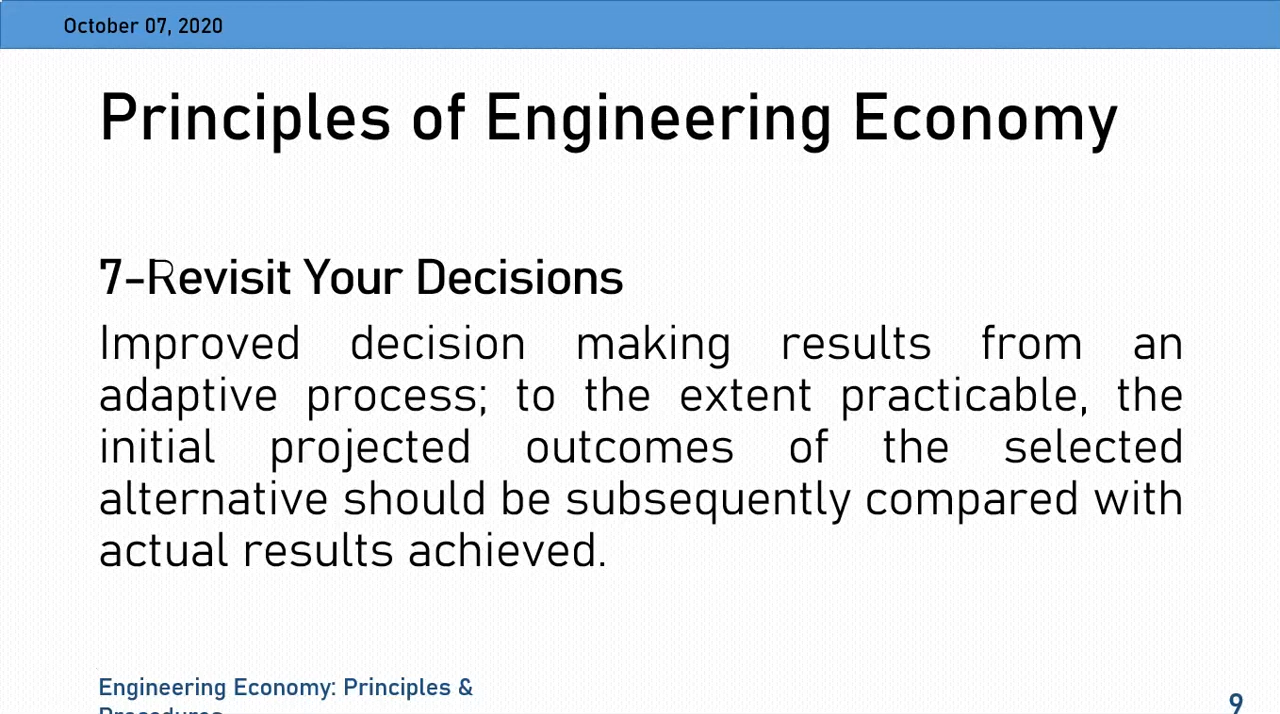 October 07, 2020
Principles of Engineering Economy
7-Revisit Your Decisions
Improved decision making results from an
adaptive process; to the extent practicable, the
initial projected outcomes of the selected
alternative should be subsequently compared with
actual results achieved.
Engineering Economy: Principles &
Procedures
9